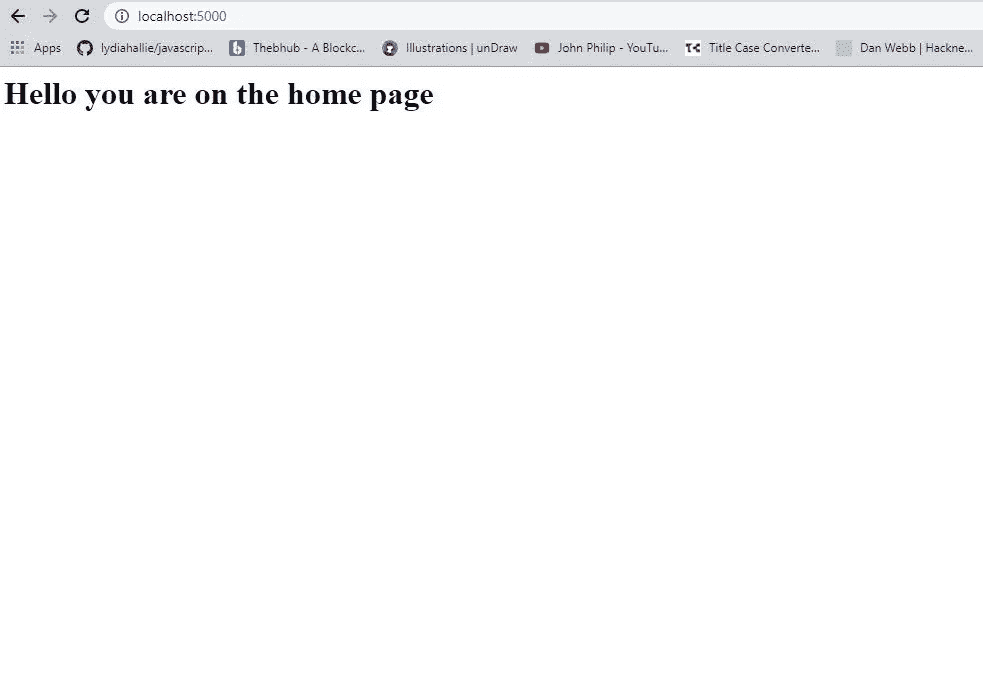 localhost:5000
Apps lydiahallie/javascrip... Thebhub - A Blockc... Illustrations | unDraw John Philip - YouTu... Title Case Converte... Dan Webb | Hackne...
Hello you are on the home page